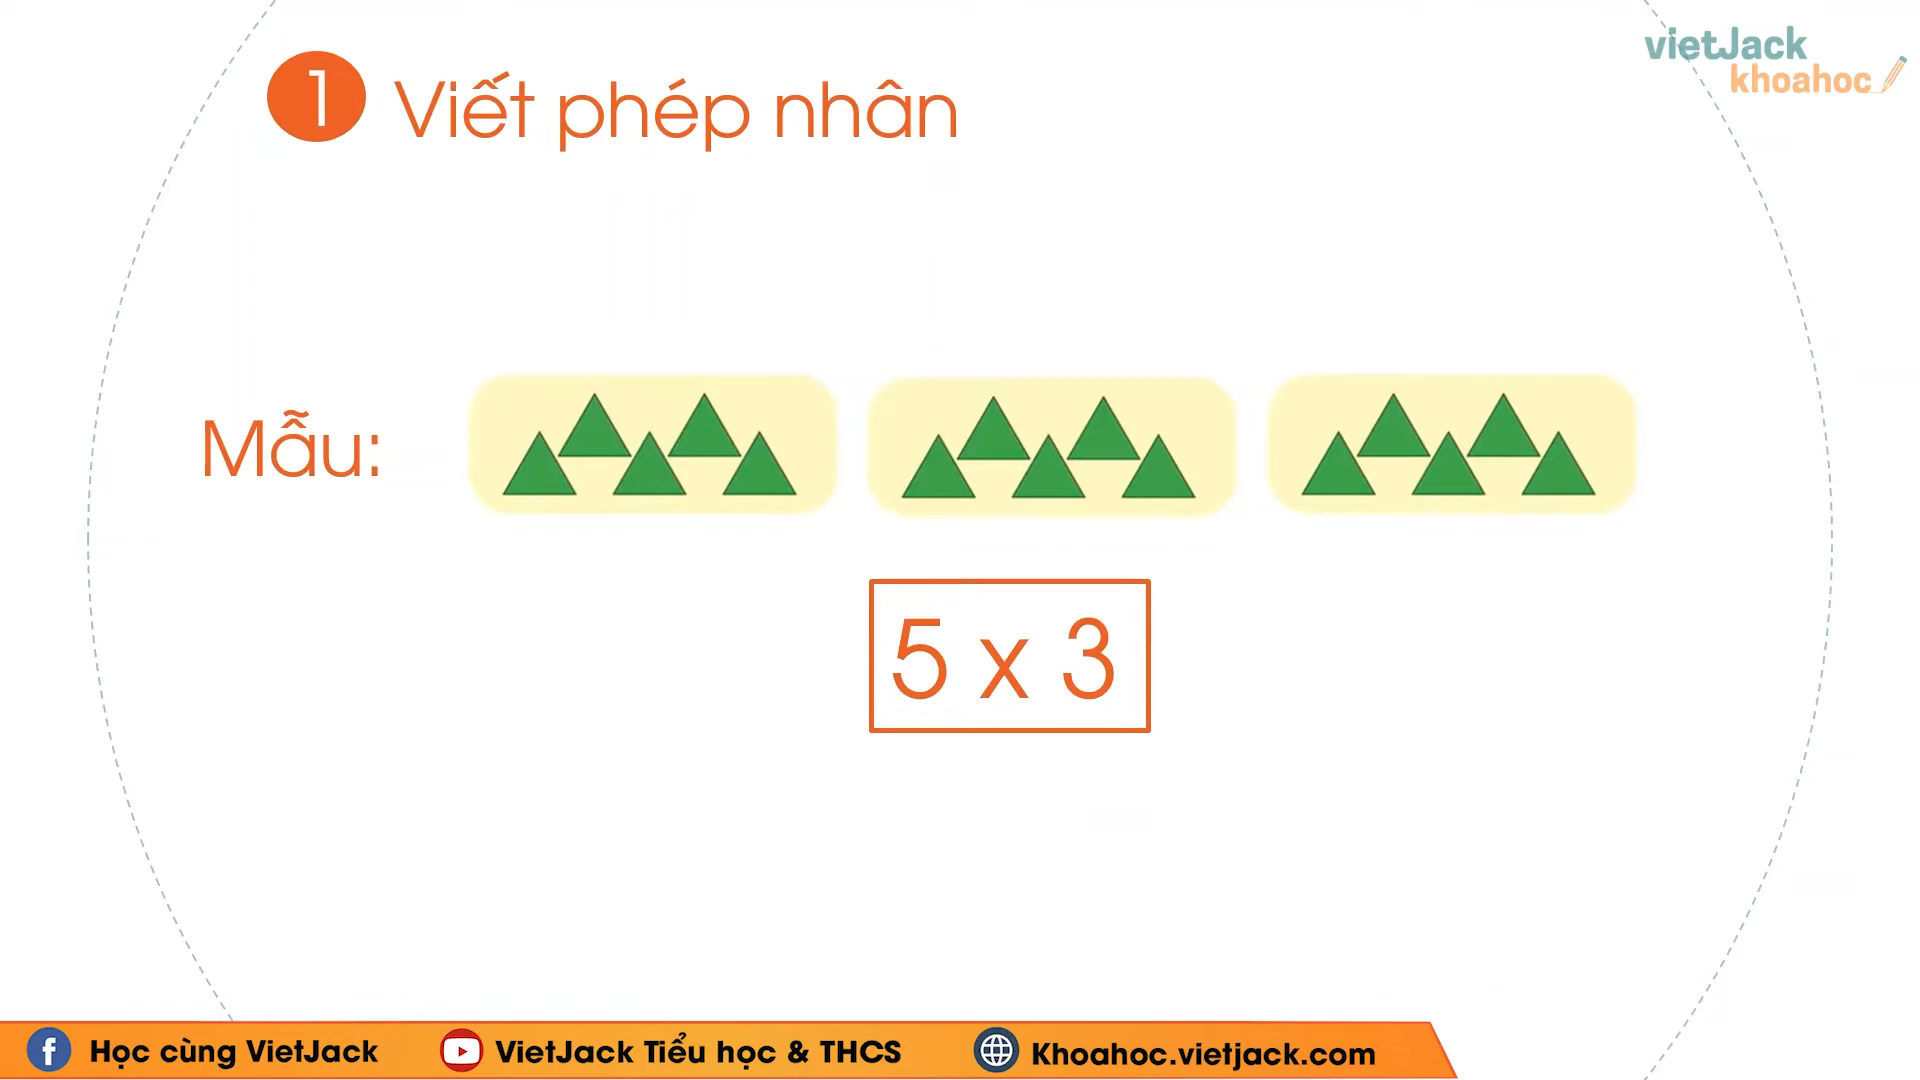 vietJack
khoahoc
1 Viết phép nhân
Mẫu:
5 x 3
Học cùng VietJack
VietJack Tiểu học & THCS
Khoahoc.vietjack.com